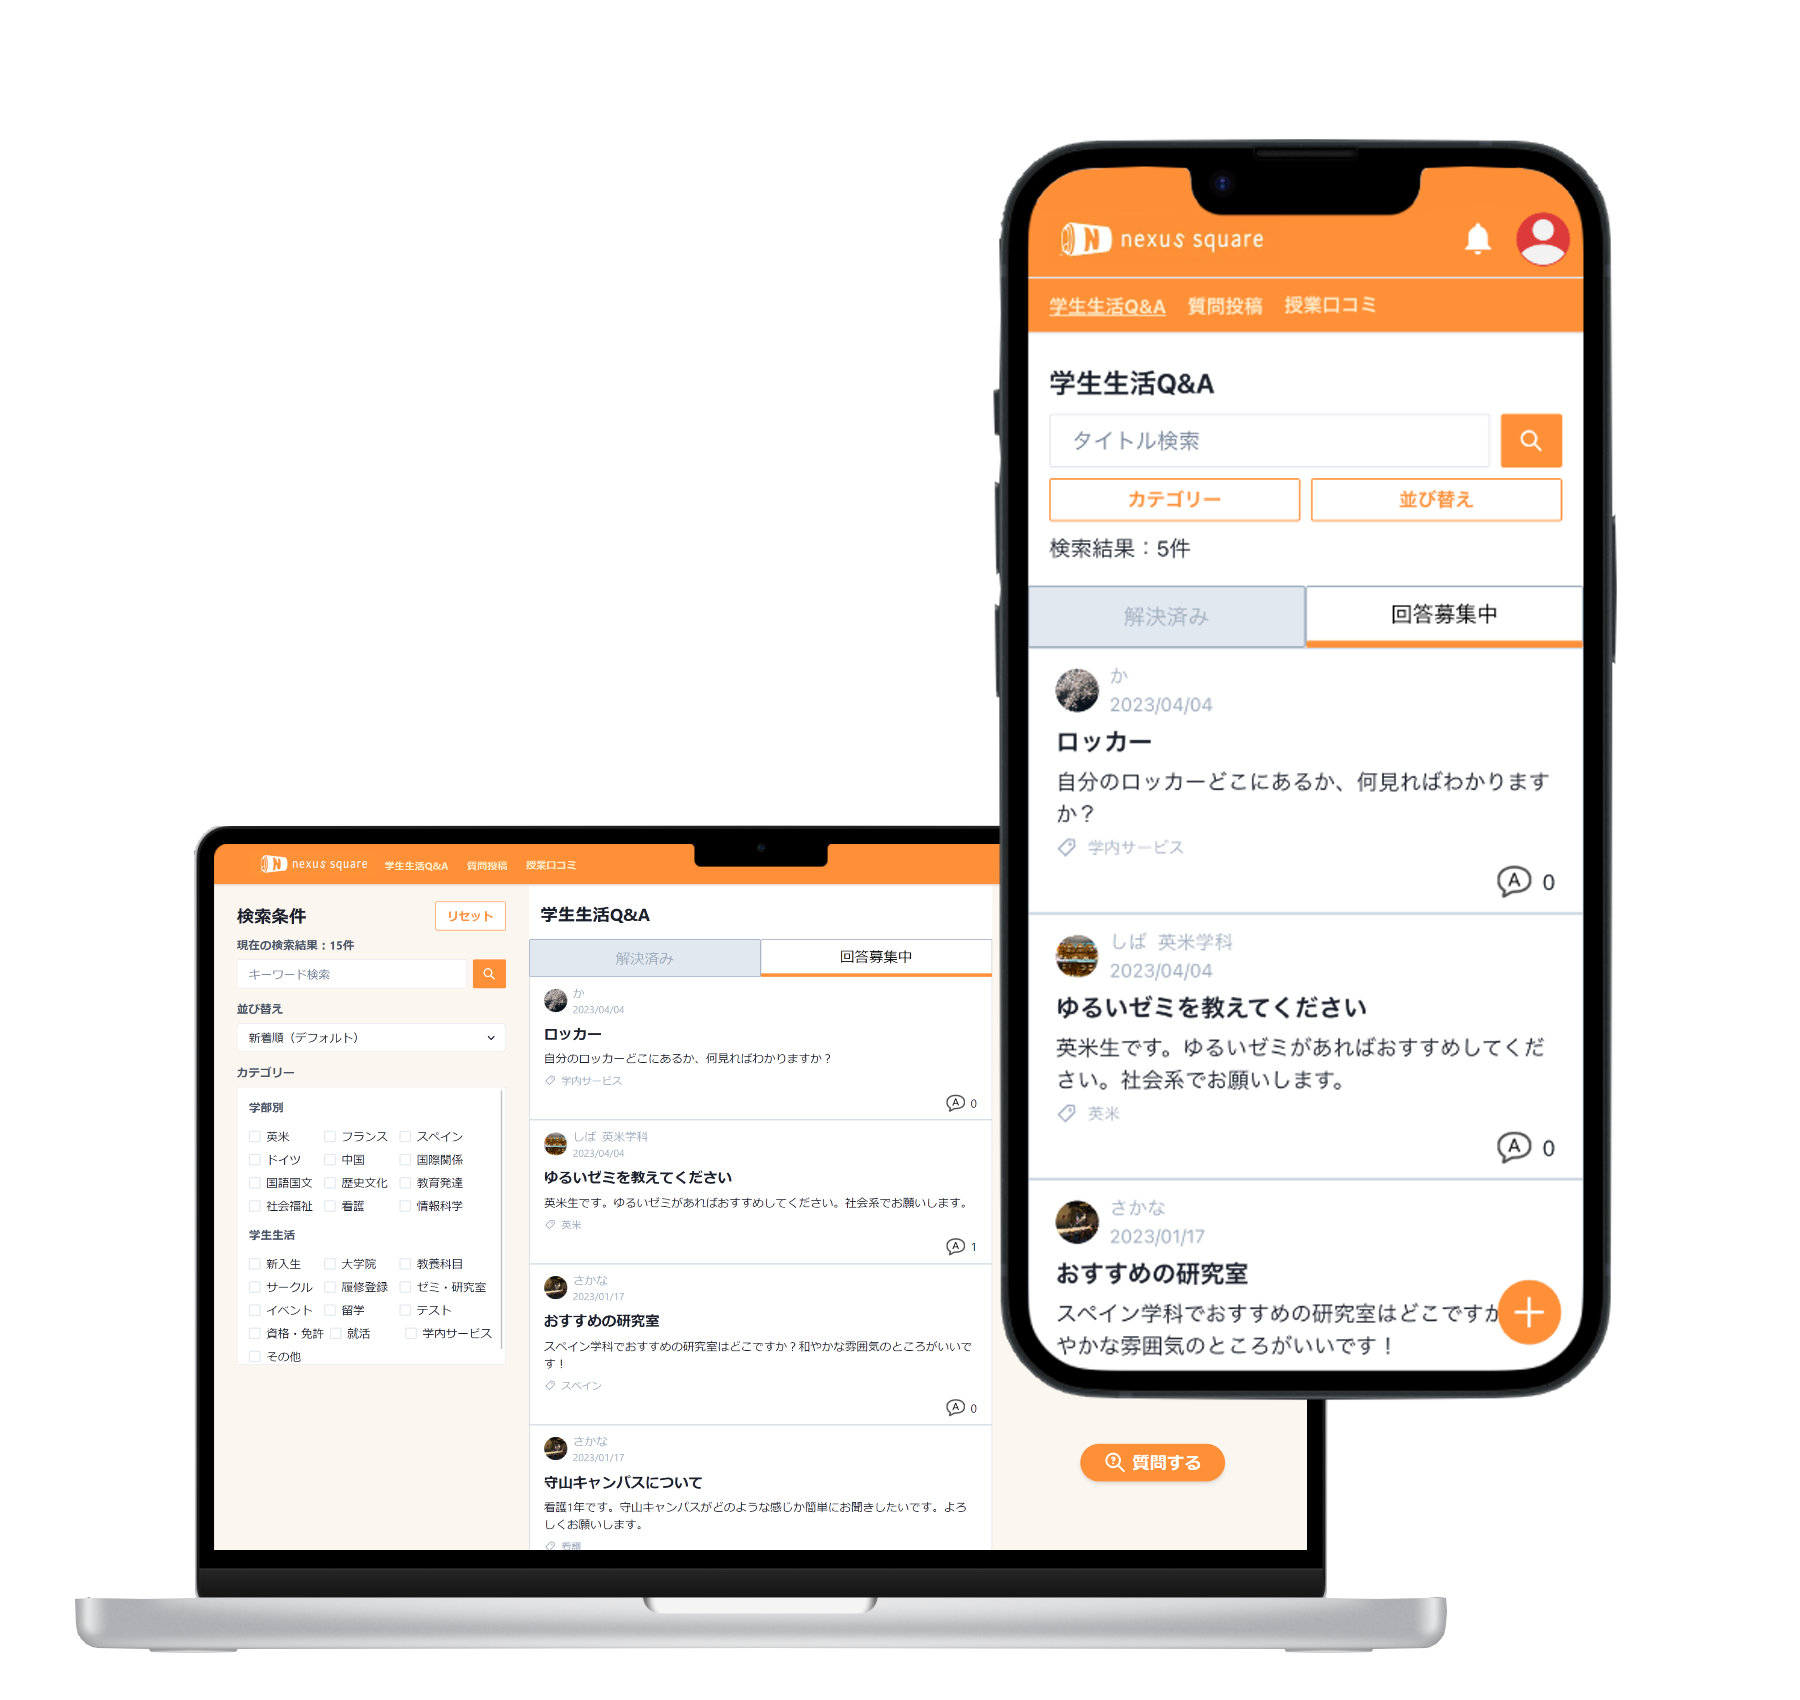 nexus square
学生生活Q&A 質問投稿 授業口コミ
学生生活Q&A
タイトル検索
カテゴリー 並び替え
検索結果：5件
解決済み 回答募集中
か
2023/04/04
ロッカー
自分のロッカーどこにあるか、何見ればわかります
か？
学内サービス
A 0
しば 英米学科
2023/04/04
ゆるいゼミを教えてください
英米生です。ゆるいゼミがあればおすすめしてくだ
さい。社会系でお願いします。
英米
A 0
さかな
2023/01/17
おすすめの研究室
スペイン学科でおすすめの研究室はどこですか
やかな雰囲気のところがいいです！
nexus square 学生生活Q&A 質問投稿 授業口コミ
検索条件 リセット
現在の検索結果：15件
キーワード検索
並び替え
新着順（デフォルト）
カテゴリー
学部別
英米 フランス スペイン
ドイツ 中国 国際関係
国語国文 歴史文化 教育発達
社会福祉 看護 情報科学
学生生活
新入生 大学院 教養科目
サークル 履修登録 ゼミ・研究室
イベント 留学 テスト
資格・免許 就活 学内サービス
その他
学生生活Q&A
解決済み 回答募集中
か
2023/04/04
ロッカー
自分のロッカーどこにあるか、何見ればわかりますか？
学内サービス
A 0
しば 英米学科
2023/04/04
ゆるいゼミを教えてください
英米生です。ゆるいゼミがあればおすすめしてください。社会系でお願いします。
英米
A 1
さかな
2023/01/17
おすすめの研究室
スペイン学科でおすすめの研究室はどこですか？和やかな雰囲気のところがいいで
す！
スペイン
A 0
さかな
2023/01/17
守山キャンパスについて
看護1年です。守山キャンパスがどのような感じか簡単にお聞きしたいです。よろ
しくお願いします。
看護
質問する